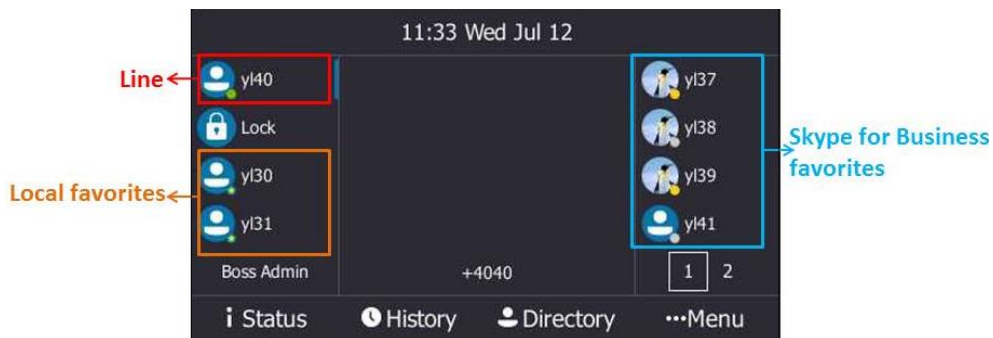 11:33 Wed Jul 12
Line
yl40
yl37
Lock
yl38
Skype for Business
favorites
Local favorites
yl30
yl39
yl31
yl41
Boss Admin
+4040
1 2
i Status
History
Directory
•••Menu